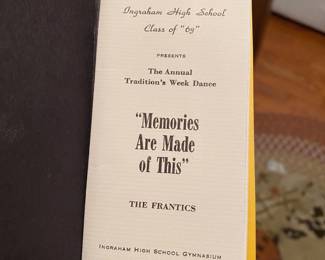 Ingraham High School
Class of "69"
PRESENTS
The Annual
Tradition's Week Dance
"Memories
Are Made
of This"
THE FRANTICS
INGRAHAM HIGH SCHOOL GYMNASIUM